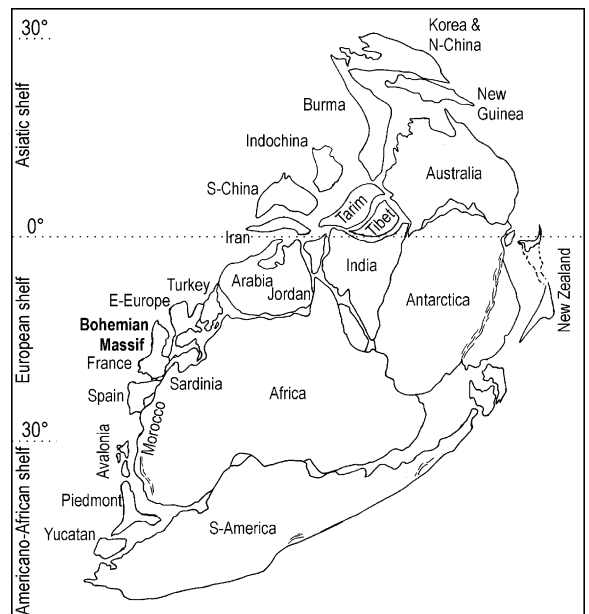 30°
Korea &
N-China
Asiatic shelf
Burma
New
Guinea
Indochina
Australia
S-China
Tarim
Tibet
0°
Iran
India
Arabia
Jordan
Turkey
Antarctica
New Zealand
E-Europe
Bohemian
Massif
European shelf
France
Sardinia
Spain
Africa
Morocco
30°
Avalonia
Piedmont
Yucatan
S-America
Americano-African shelf